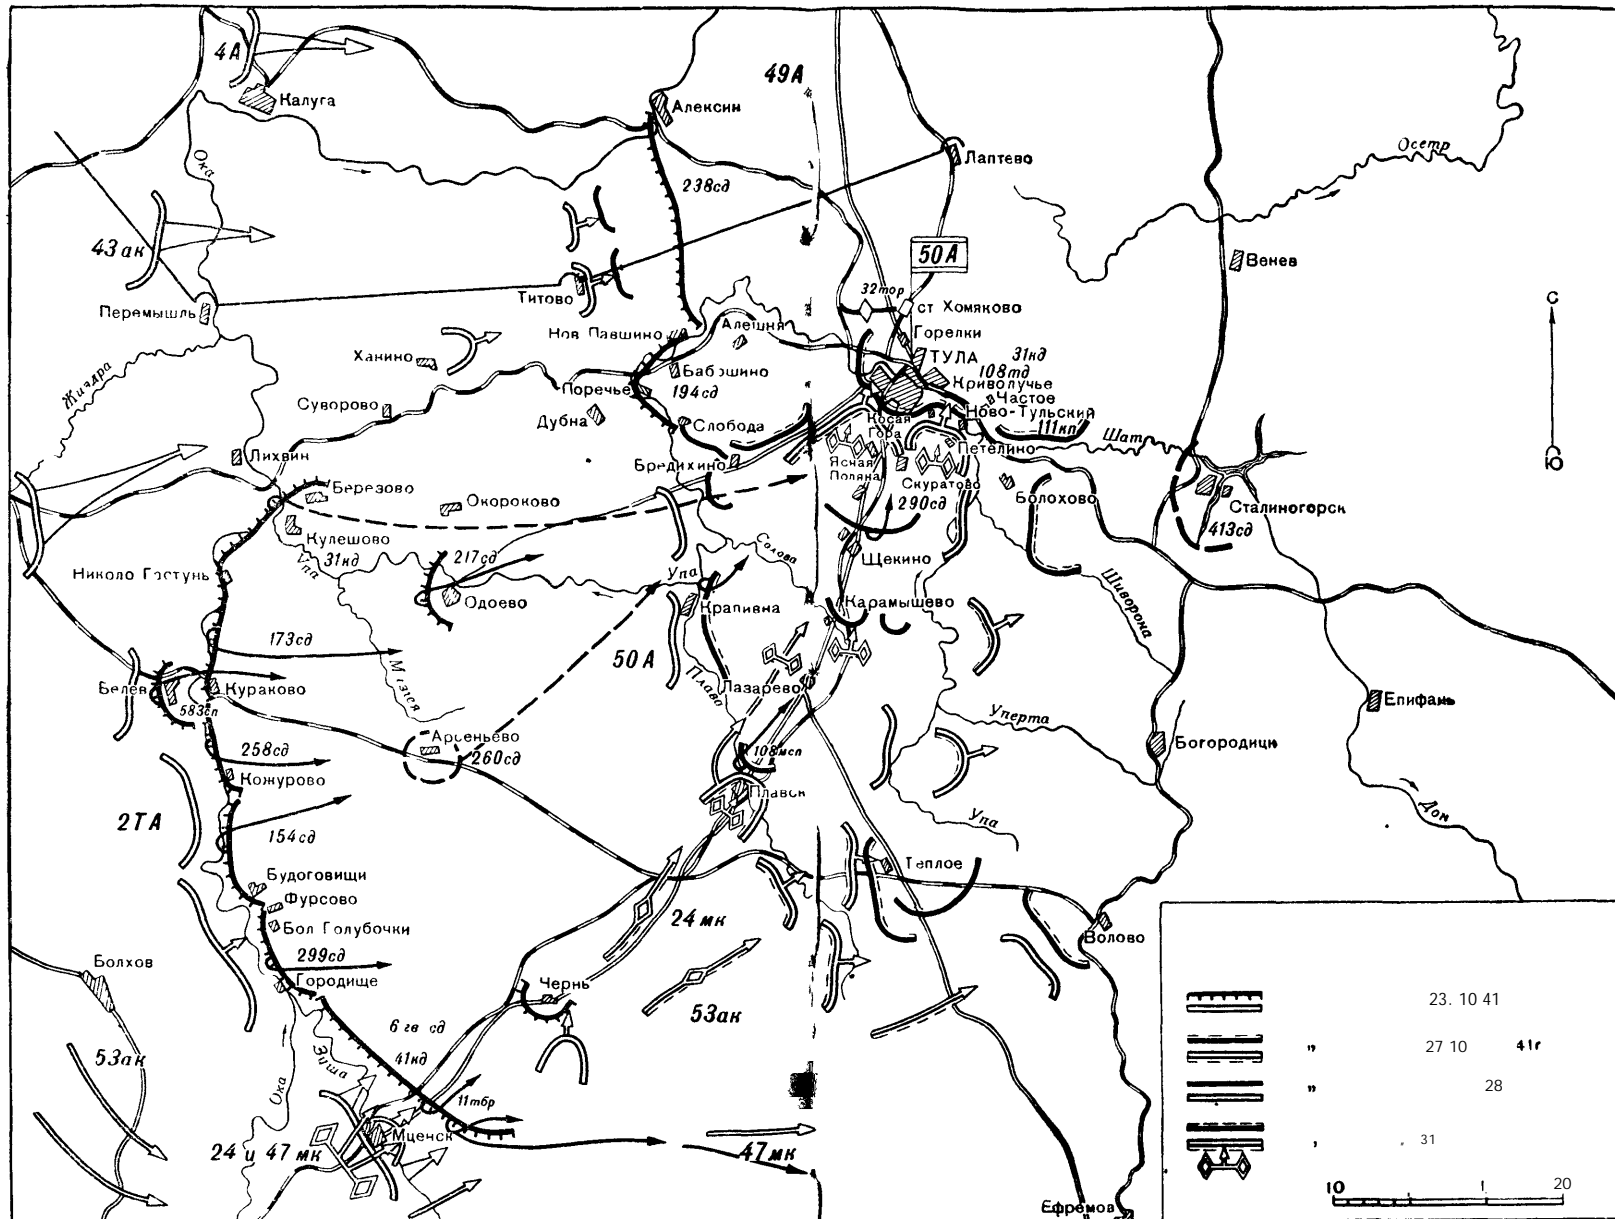 4А
Калуга
49А
Алексин
Лаптево
Осетр
Ока
238сд
43ак
50А
Венев
Перемышль
Титово
32тбр
ст Хомяково
С
Нов Павшино
Алешня
Горелки
Ханино
ТУЛА
31кд
108тд
Жиздра
Бабошино
194сд
Криволучье
Поречье
Частое
Суворово
Дубна
Слобода
Косая
Гора
Ново-Тульский
111кп
Шат
Лихвин
Бредихино
Ясная
Поляна
Петелино
Ю
Березово
Окороково
Скуратово
Болохово
290сд
Сталиногорск
413сд
Кулешово
31кд
217сд
Солова
Щекино
Упа
Николо Гастунь
Упа
Одоево
Крапивна
Карамышево
Шиворона
173сд
50А
Белев
Кураково
Плава
Лазарево
Епифань
583сп
Уперта
Арсеньево
258сд
260сд
108мсп
Богородицк
Кожурово
Плавск
2ТА
154сд
Упа
Дон
Теплое
Будоговищи
Фурсово
24мк
Бол Голубочки
Волово
299сд
Болхов
Городище
Чернь
23. 10 41
53ак
6 гв сд
53ак
41кд
Зуша
" 27 10 41г
Ока
" 28
11тбр
Мценск
, 31
24 и 47 мк
47 мк
10 1 20
Ефремов